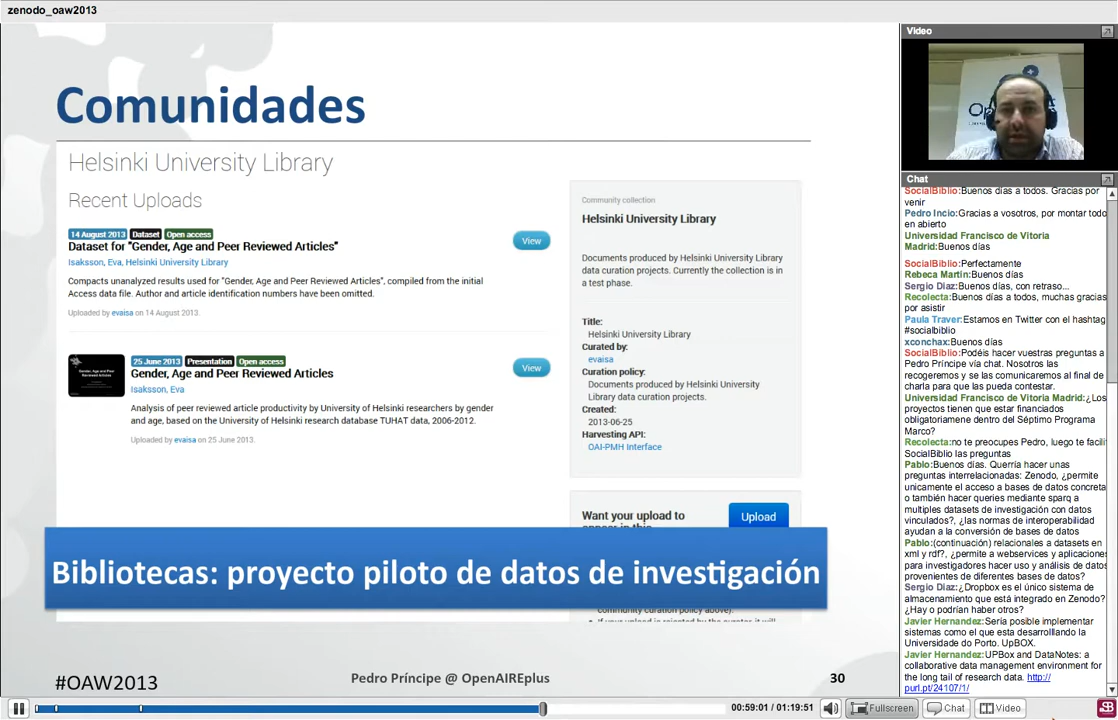 zenodo_oaw2013
Comunidades
Helsinki University Library
Recent Uploads
14 August 2013 Dataset Open access
Dataset for "Gender, Age and Peer Reviewed Articles"
View
Isaksson, Eva, Helsinki University Library
Compacts unanalyzed results used for "Gender, Age and Peer Reviewed Articles", compiled from the initial
Access data file. Author and article identification numbers have been omitted.
Uploaded by evaisa on 14 August 2013.
25 June 2013 Presentation Open access
Gender, Age and Peer Reviewed Articles
View
Isaksson, Eva
Analysis of peer reviewed article productivity by University of Helsinki researchers by gender
and age, based on the University of Helsinki research database TUHAT data, 2006-2012.
Uploaded by evaisa on 25 June 2013.
Community collection
Helsinki University Library
Documents produced by Helsinki University Library
data curation projects. Currently the collection is in
a test phase.
Title:
Helsinki University Library
Curated by:
evaisa
Curation policy:
Documents produced by Helsinki University
Library data curation projects.
Created:
2013-06-25
Harvesting API:
OAI-PMH Interface
Want your upload to
Upload
Bibliotecas: proyecto piloto de datos de investigación
community curation policy above).
#OAW2013
Pedro Príncipe @ OpenAIREplus
30
Video
Chat
SocialBiblio:Buenos días a todos. Gracias por
venir
Pedro Incio:Gracias a vosotros, por montar todo
en abierto
Universidad Francisco de Vitoria
Madrid:Buenos días
SocialBiblio:Perfectamente
Rebeca Martín:Buenos días
Sergio Diaz:Buenos días, con retraso...
Recolecta:Buenos días a todos, muchas gracias
por asistir
Paula Traver:Estamos en Twitter con el hashtag
#socialbiblio
xconchax:Buenos días
SocialBiblio:Podéis hacer vuestras preguntas a
Pedro Príncipe vía chat. Nosotros las
recogeremos y se las comunicaremos al final de
charla para que las pueda contestar.
Universidad Francisco de Vitoria Madrid:¿Los
proyectos tienen que estar financiados
obligatoriamene dentro del Séptimo Programa
Marco?
Recolecta:no te preocupes Pedro, luego te facili
SocialBiblio las preguntas
Pablo:Buenos días. Querría hacer unas
preguntas interrelacionadas: Zenodo, ¿permite
unicamente el acceso a bases de datos concreta
o también hacer queries mediante sparq a
multiples datasets de investigación con datos
vinculados?, ¿las normas de interoperabilidad
ayudan a la conversión de bases de datos
Pablo:(continuación) relacionales a datasets en
xml y rdf?, ¿permite a webservices y aplicaciones
para investigadores hacer uso y análisis de datos
provenientes de diferentes bases de datos?
Sergio Diaz:¿Dropbox es el único sistema de
almacenamiento que está integrado en Zenodo?
¿Hay o podrían haber otros?
Javier Hernandez:Sería posible implementar
sistemas como el que esta desarrolllando la
Universidade do Porto. UpBOX.
Javier Hernandez:UPBox and DataNotes: a
collaborative data management environment for
the long tail of research data. http://
purl.pt/24107/1/
00:59:01 / 01:19:51
Fullscreen
Chat
Video